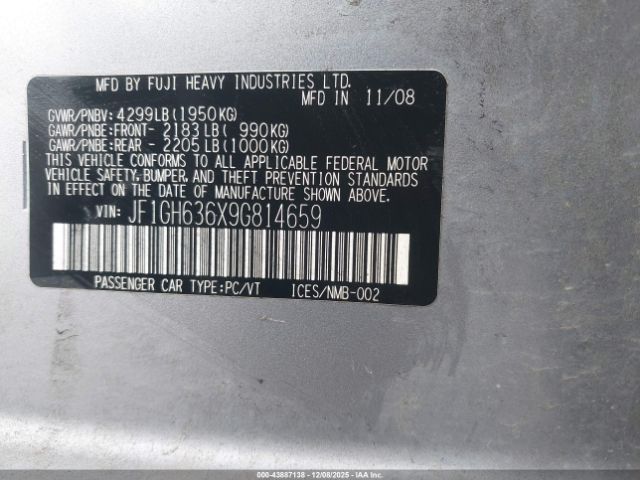 MFD BY FUJI HEAVY INDUSTRIES LTD.
MFD IN 11/08
GVWR/PNBV: 4299LB(1950KG)
GAWR/PNBE:FRONT- 2183LB( 990KG)
GAWR/PNBE:REAR - 2205LB(1000KG)
THIS VEHICLE CONFORMS TO ALL APPLICABLE FEDERAL MOTOR
VEHICLE SAFETY,BUMPER, AND THEFT PREVENTION STANDARDS
IN EFFECT ON THE DATE OF MANUFACTURE SHOWN ABOVE.
VIN: JF1GH636X9G814659
PASSENGER CAR TYPE:PC/VT ICES/NMB-002
000-43887138 - 12/08/2025 - IAAI.COM/CA